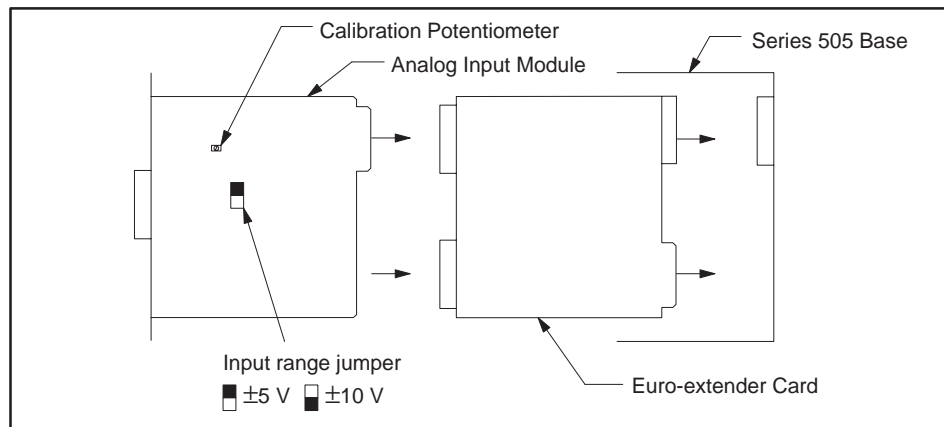 Calibration Potentiometer
Series 505 Base
Analog Input Module
Input range jumper
±5 V ±10 V
Euro-extender Card